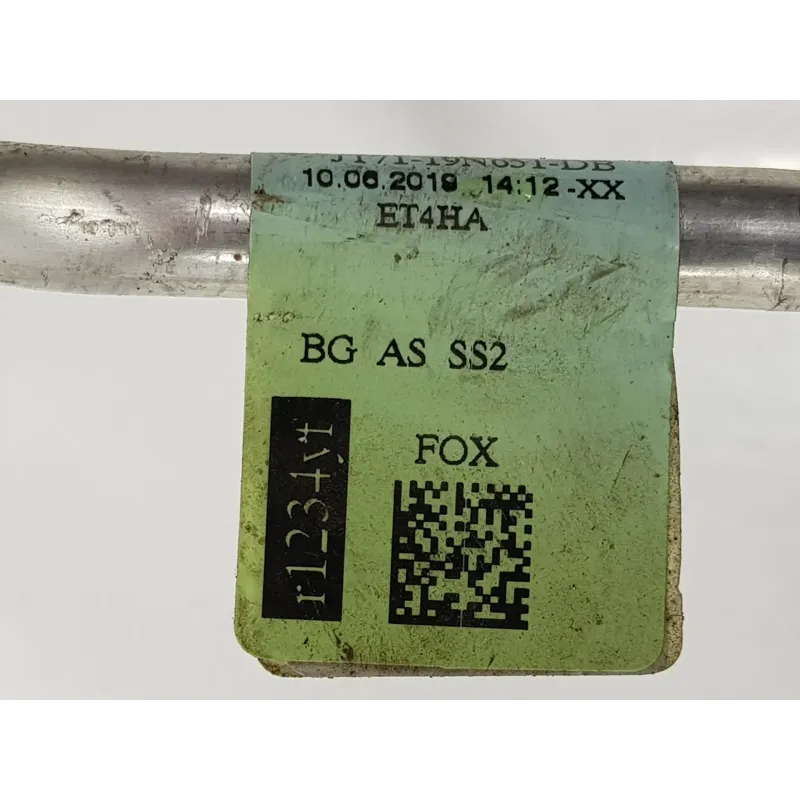 10.06.2019 14:12-XX
ET4HA
BG AS SS2
r1234yf
FOX